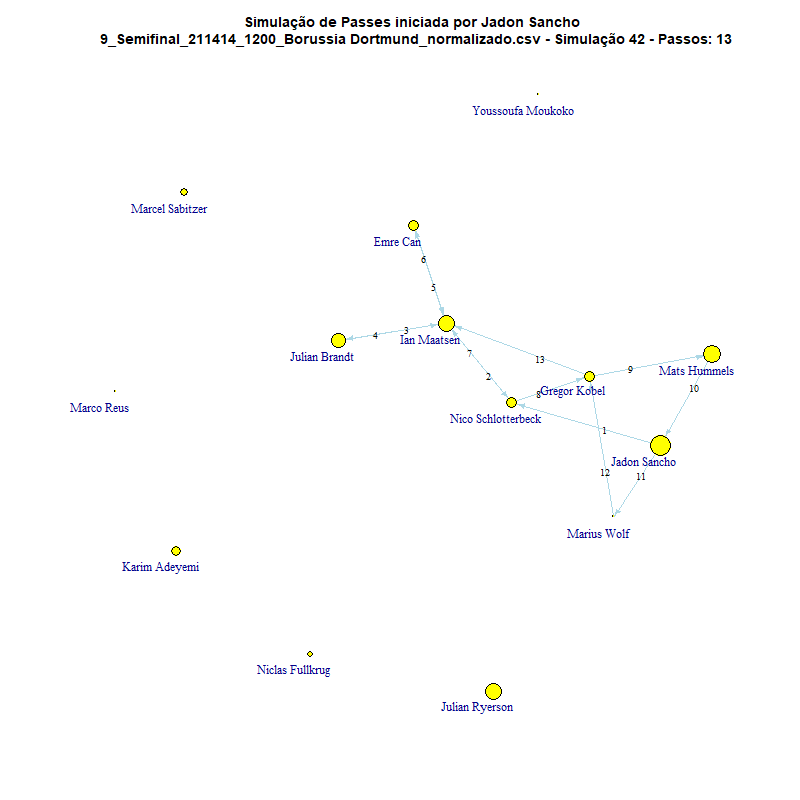 Simulação de Passes iniciada por Jadon Sancho
9_Semifinal_211414_1200_Borussia Dortmund_normalizado.csv - Simulação 42 - Passos: 13
Youssoufa Moukoko
Marcel Sabitzer
Emre Can
6
5
3
4
Ian Maatsen
Julian Brandt
7
13
9
Mats Hummels
2
10
8
Gregor Kobel
Marco Reus
Nico Schlotterbeck
1
Jadon Sancho
12
11
Marius Wolf
Karim Adeyemi
Niclas Fullkrug
Julian Ryerson